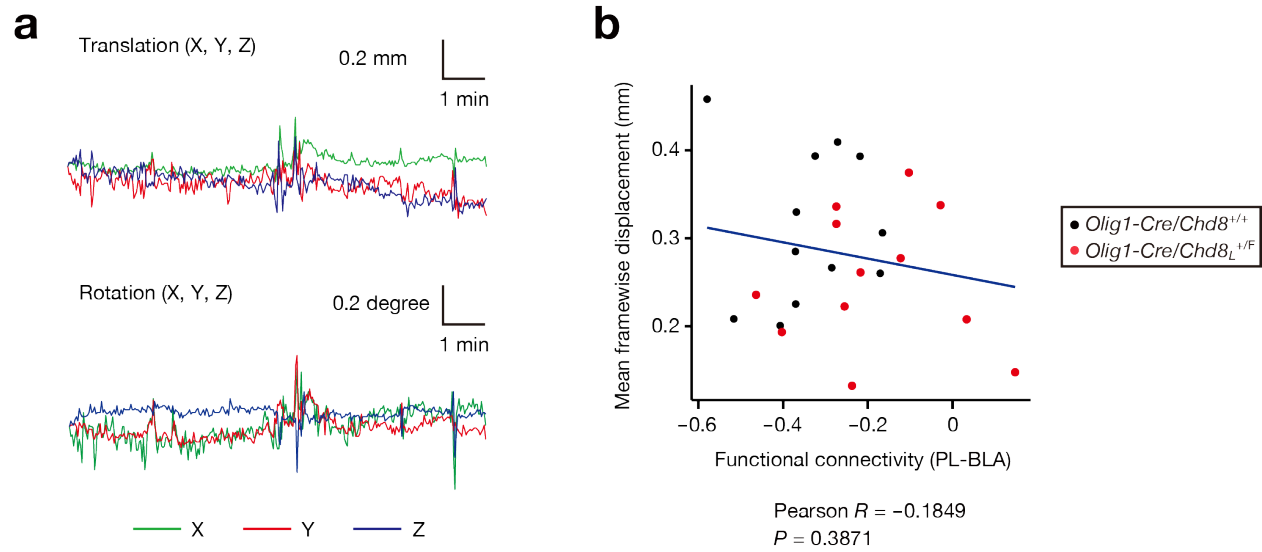 a
Translation (X, Y, Z)
0.2 mm
1 min
Rotation (X, Y, Z)
0.2 degree
1 min
X
Y
Z
b
Mean framewise displacement (mm)
0.4
0.3
0.2
−0.6
−0.4
−0.2
0
Functional connectivity (PL-BLA)
Pearson R = −0.1849
P = 0.3871
Olig1-Cre/Chd8+/+
Olig1-Cre/Chd8L+/F